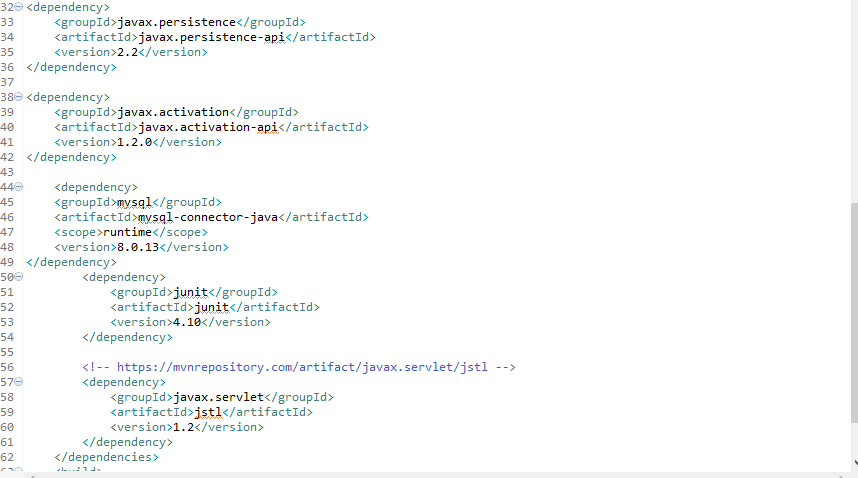 32 <dependency>
33     <groupId>javax.persistence</groupId>
34     <artifactId>javax.persistence-api</artifactId>
35     <version>2.2</version>
36 </dependency>
37
38 <dependency>
39     <groupId>javax.activation</groupId>
40     <artifactId>javax.activation-api</artifactId>
41     <version>1.2.0</version>
42 </dependency>
43
44     <dependency>
45     <groupId>mysql</groupId>
46     <artifactId>mysql-connector-java</artifactId>
47     <scope>runtime</scope>
48     <version>8.0.13</version>
49 </dependency>
50         <dependency>
51             <groupId>junit</groupId>
52             <artifactId>junit</artifactId>
53             <version>4.10</version>
54         </dependency>
55
56         <!-- https://mvnrepository.com/artifact/javax.servlet/jstl -->
57         <dependency>
58             <groupId>javax.servlet</groupId>
59             <artifactId>jstl</artifactId>
60             <version>1.2</version>
61         </dependency>
62     </dependencies>
63     <build>